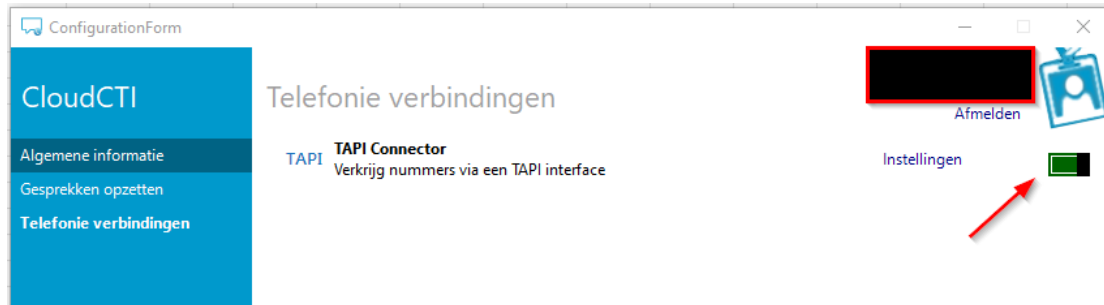 ConfigurationForm
CloudCTI
Telefonie verbindingen
Afmelden
Algemene informatie
Gesprekken opzetten
Telefonie verbindingen
TAPI
TAPI Connector
Verkrijg nummers via een TAPI interface
Instellingen